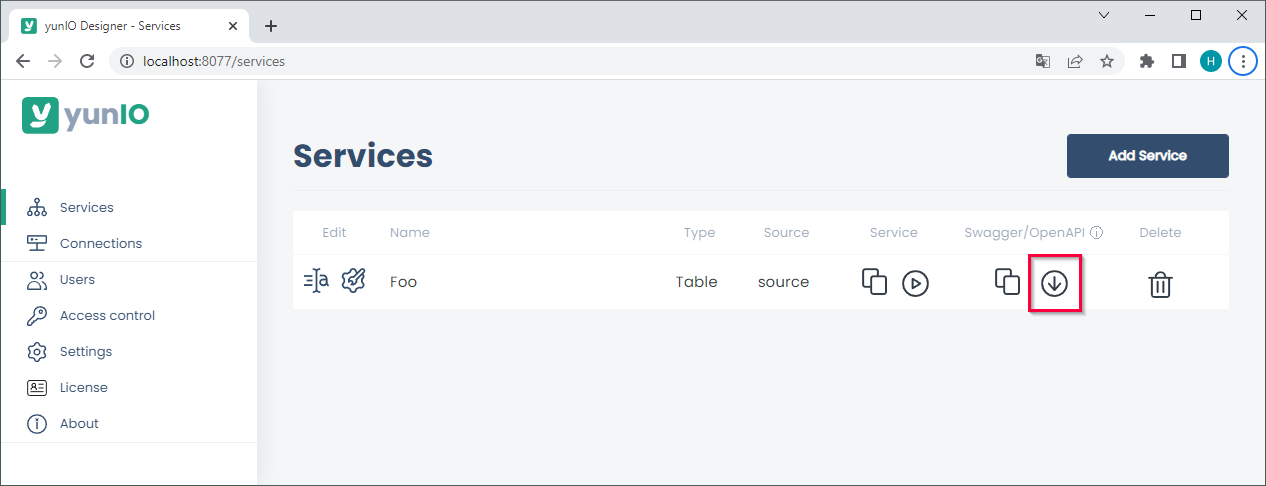 yunIO Designer - Services
localhost:8077/services
H
yunIO
Services
Add Service
Services
Connections
Users
Access control
Settings
License
About
Edit Name Type Source Service Swagger/OpenAPI Delete
Foo Table source